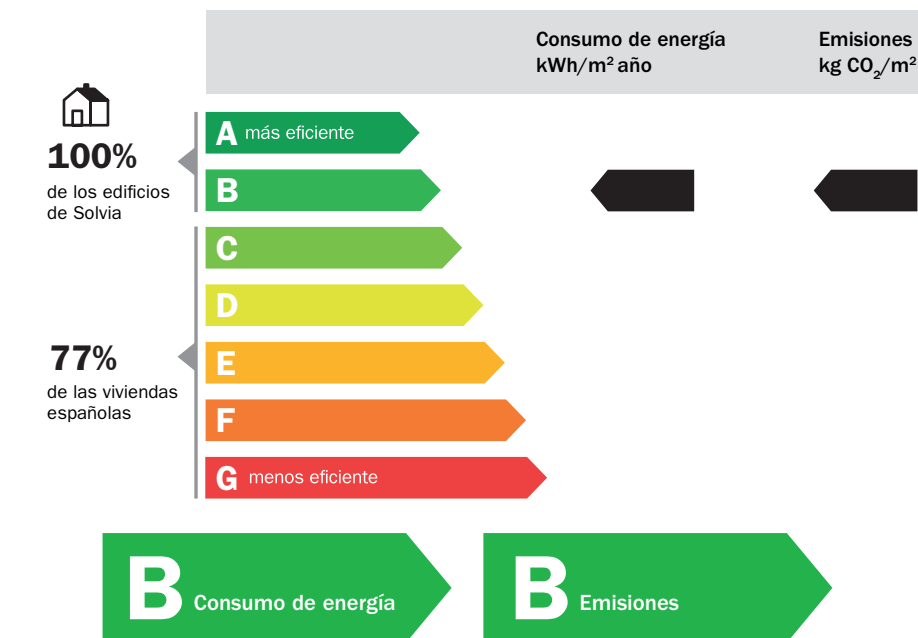 Consumo de energía
kWh/m² año
Emisiones
kg CO₂/m²
100%
de los edificios
de Solvia
A más eficiente
B
C
D
77%
de las viviendas
españolas
E
F
G menos eficiente
B Consumo de energía
B Emisiones